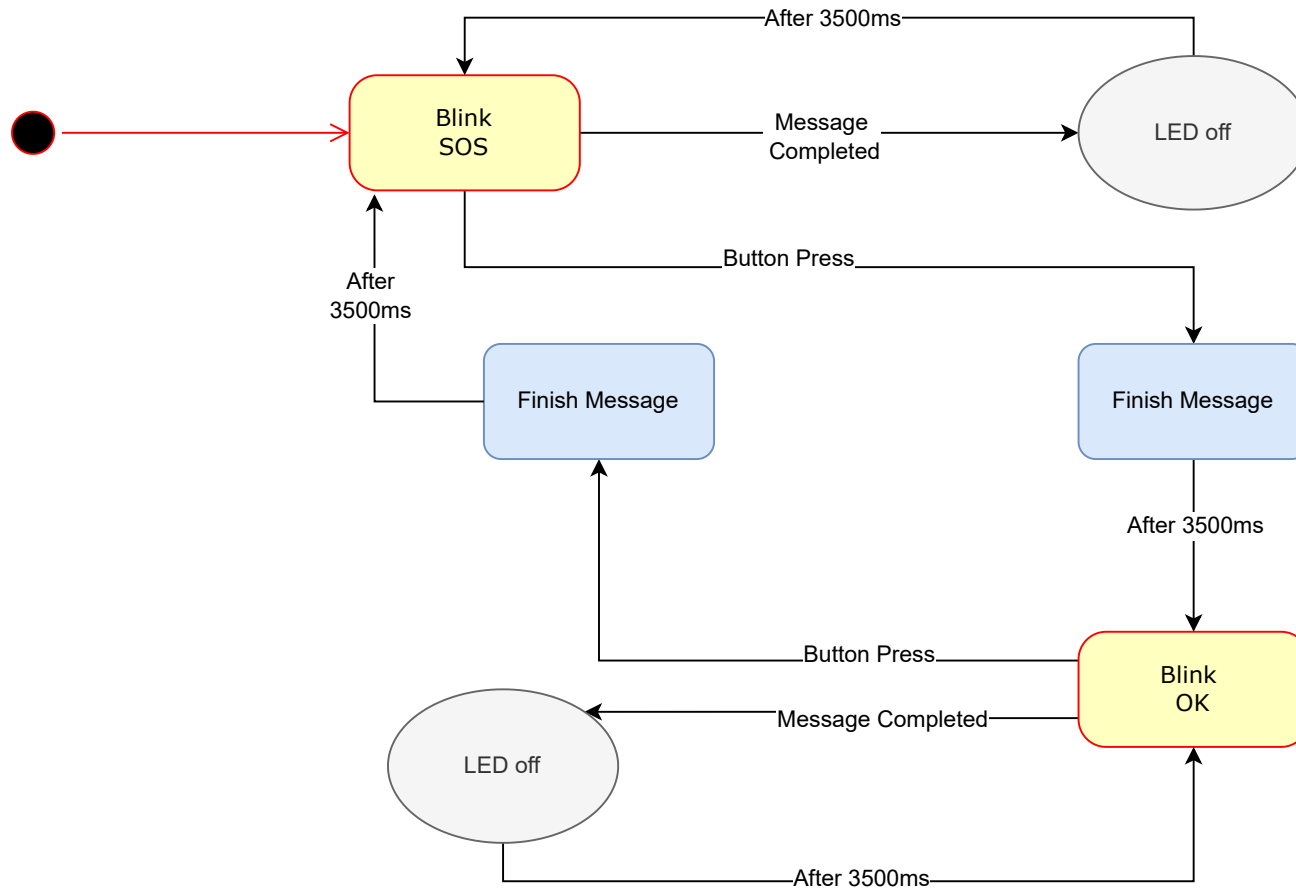 After 3500ms
Blink
SOS
Message
Completed
LED off
Button Press
After
3500ms
Finish Message
Finish Message
After 3500ms
Button Press
Blink
OK
Message Completed
LED off
After 3500ms